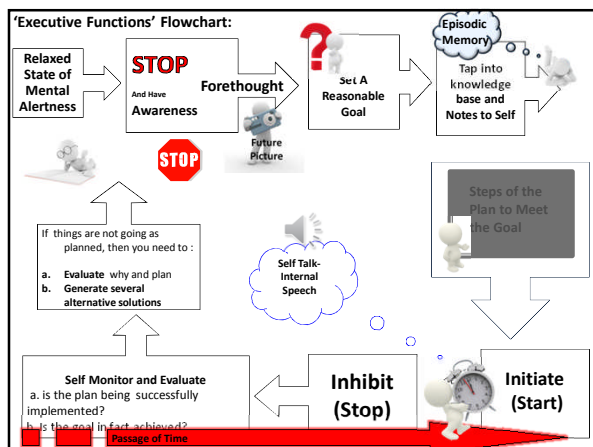 ‘Executive Functions’ Flowchart:
Relaxed
State of
Mental
Alertness
STOP
And Have
Awareness
Forethought
STOP
Future
Picture
Set A
Reasonable
Goal
Episodic
Memory
Tap into
knowledge
base and
Notes to Self
Steps of the
Plan to Meet
the Goal
Initiate
(Start)
Inhibit
(Stop)
Self Talk-
Internal
Speech
Self Monitor and Evaluate
a. is the plan being successfully
implemented?
b. Is the goal in fact achieved?
If things are not going as
planned, then you need to :
a. Evaluate why and plan
b. Generate several
alternative solutions
Passage of Time